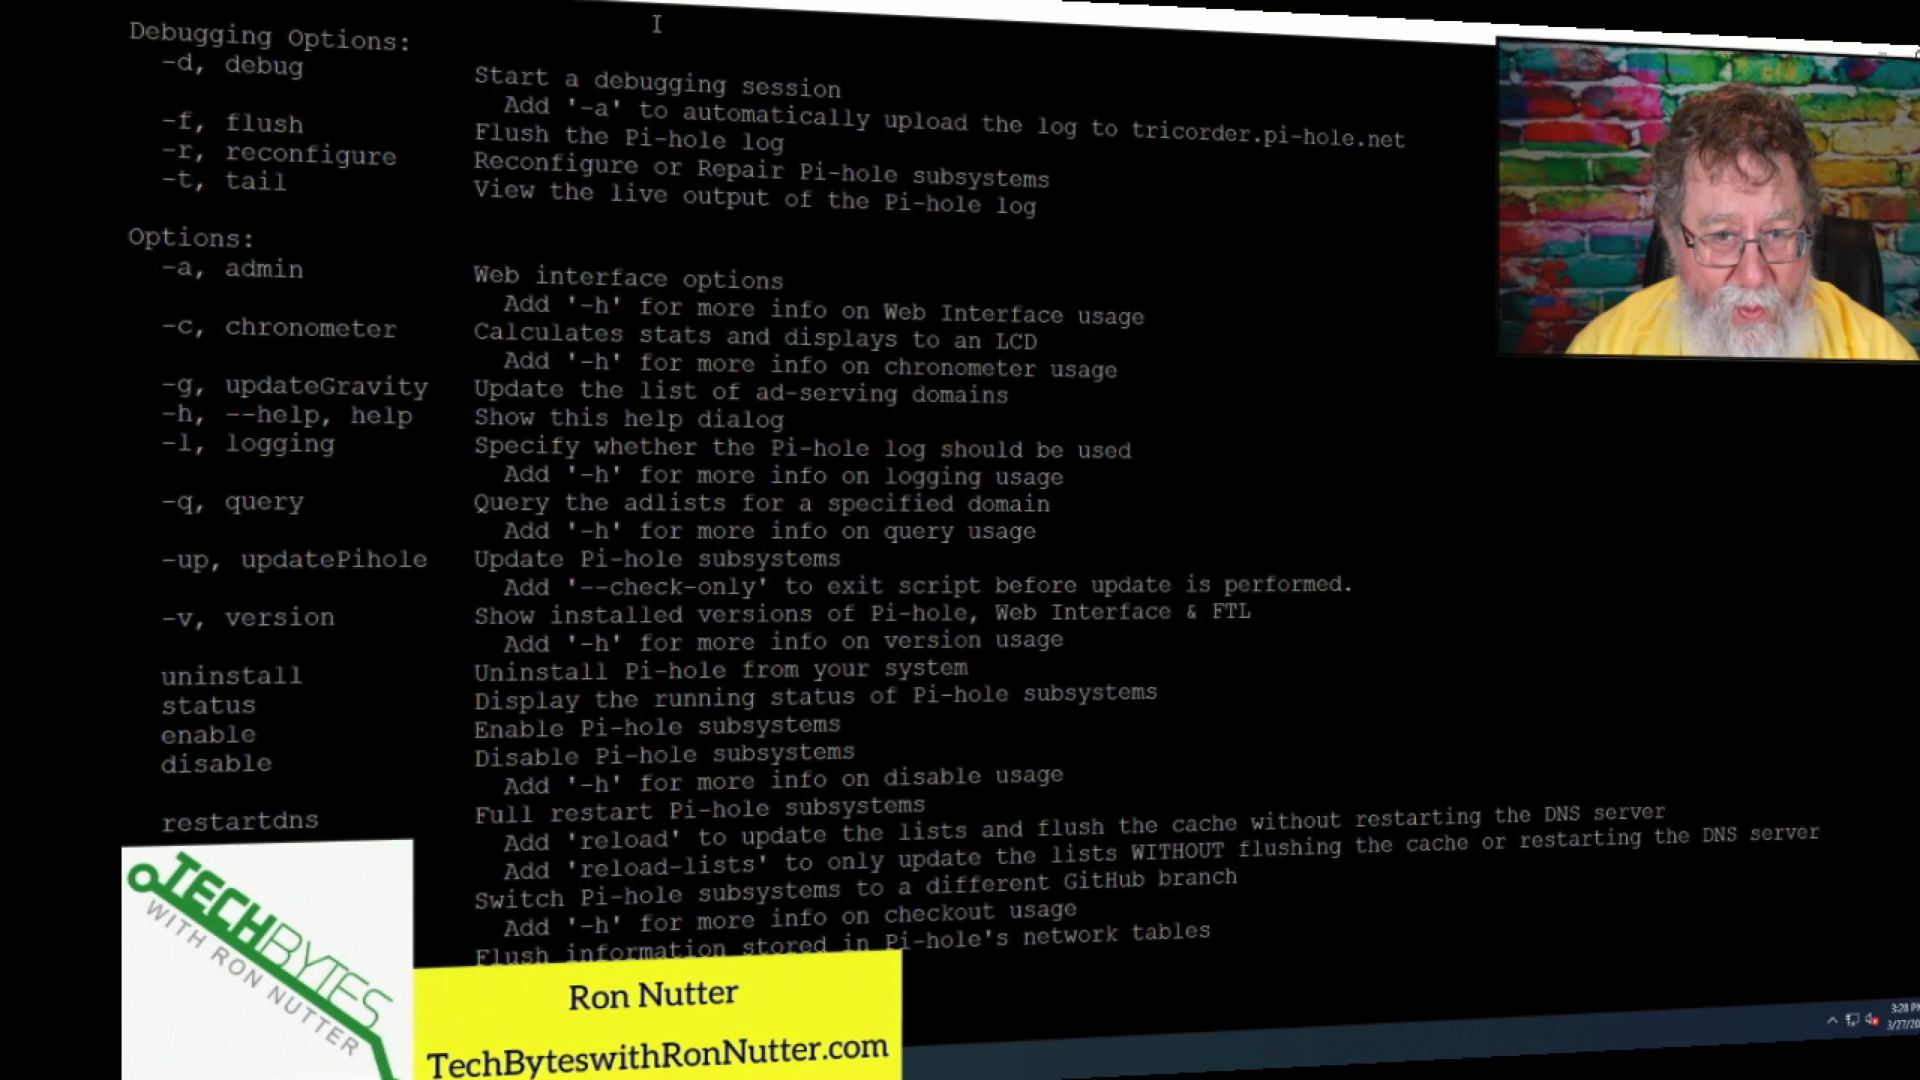 Debugging Options:
-d, debug Start a debugging session
Add '-a' to automatically upload the log to tricorder.pi-hole.net
-f, flush Flush the Pi-hole log
-r, reconfigure Reconfigure or Repair Pi-hole subsystems
-t, tail View the live output of the Pi-hole log
Options:
-a, admin Web interface options
Add '-h' for more info on Web Interface usage
-c, chronometer Calculates stats and displays to an LCD
Add '-h' for more info on chronometer usage
-g, updateGravity Update the list of ad-serving domains
-h, --help, help Show this help dialog
-l, logging Specify whether the Pi-hole log should be used
Add '-h' for more info on logging usage
-q, query Query the adlists for a specified domain
Add '-h' for more info on query usage
-up, updatePihole Update Pi-hole subsystems
Add '--check-only' to exit script before update is performed.
-v, version Show installed versions of Pi-hole, Web Interface & FTL
Add '-h' for more info on version usage
uninstall Uninstall Pi-hole from your system
status Display the running status of Pi-hole subsystems
enable Enable Pi-hole subsystems
disable Disable Pi-hole subsystems
Add '-h' for more info on disable usage
restartdns Full restart Pi-hole subsystems
Add 'reload' to update the lists and flush the cache without restarting the DNS server
Add 'reload-lists' to only update the lists WITHOUT flushing the cache or restarting the DNS server
Switch Pi-hole subsystems to a different GitHub branch
Add '-h' for more info on checkout usage
Flush information stored in Pi-hole's network tables
TECHBYTES
WITH RON NUTTER
Ron Nutter
TechByteswithRonNutter.com
3:28
3/27/20